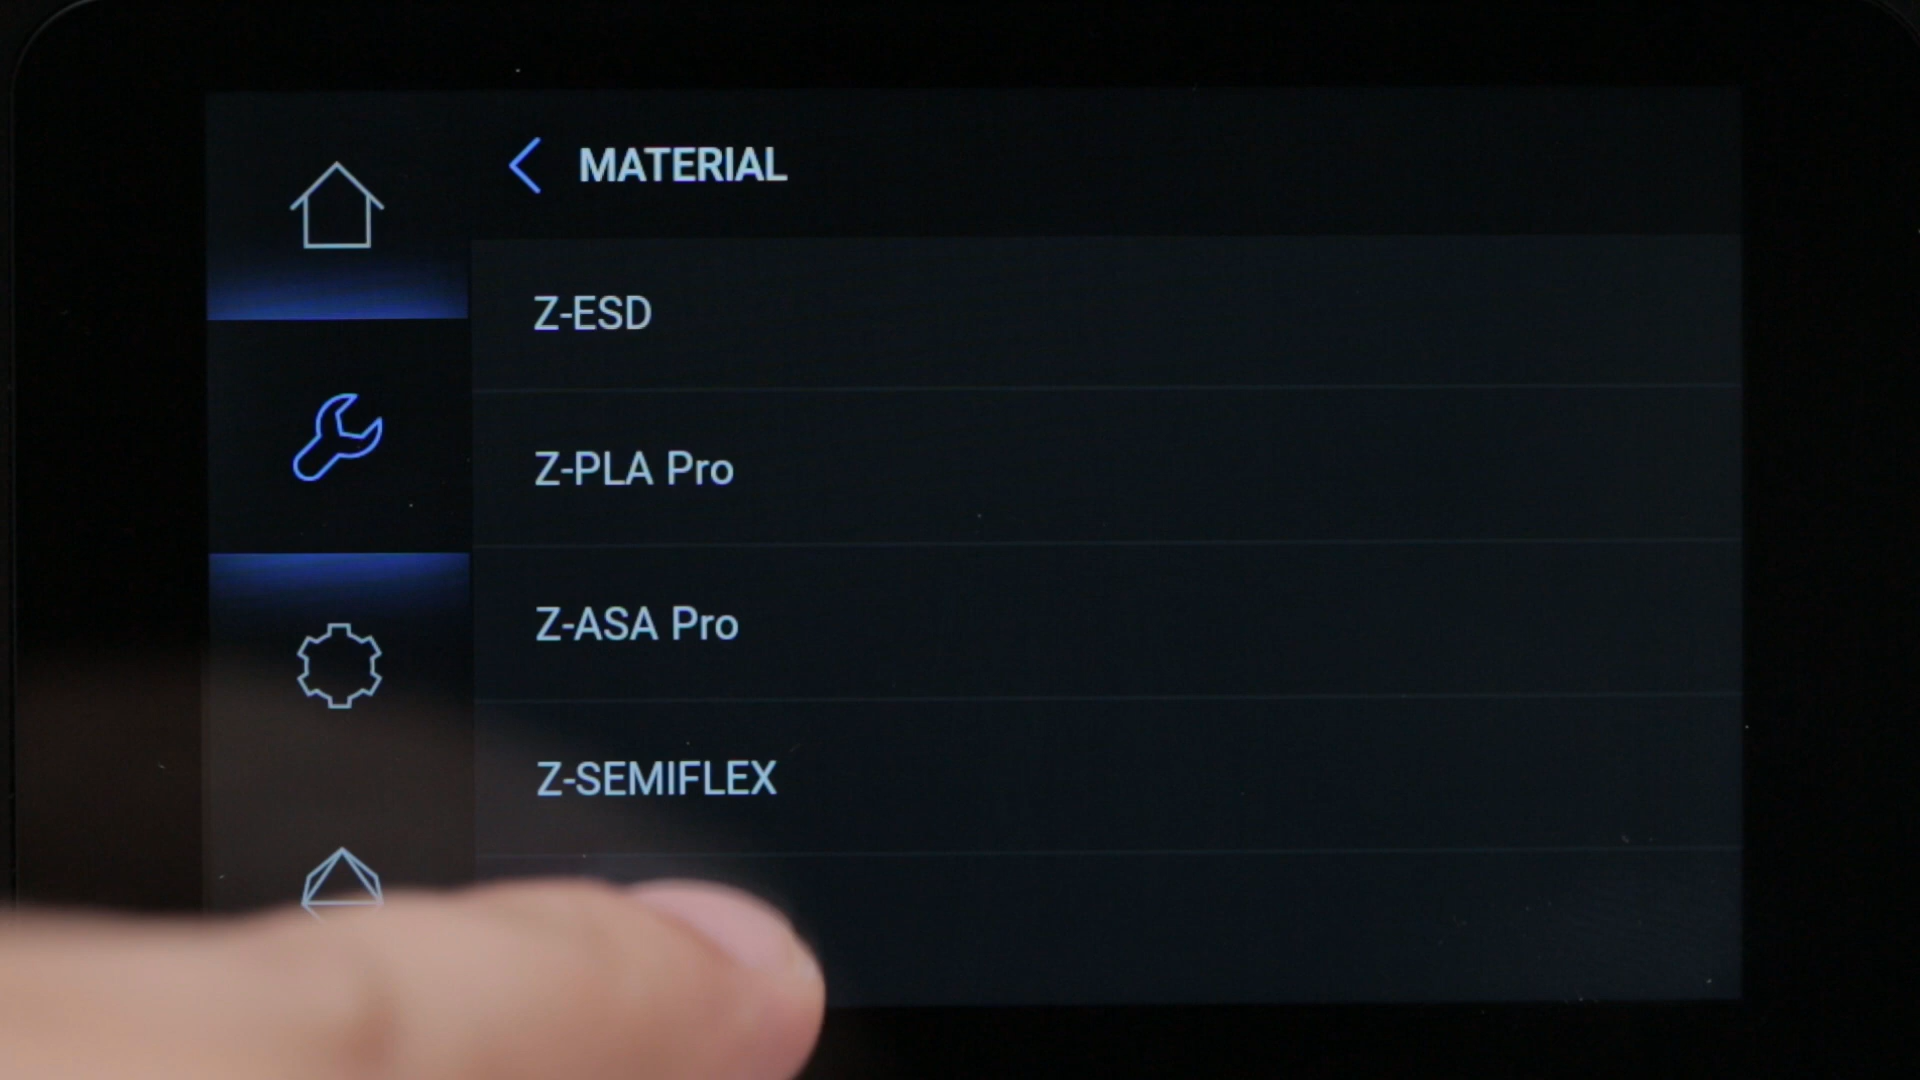 MATERIAL
Z-ESD
Z-PLA Pro
Z-ASA Pro
Z-SEMIFLEX